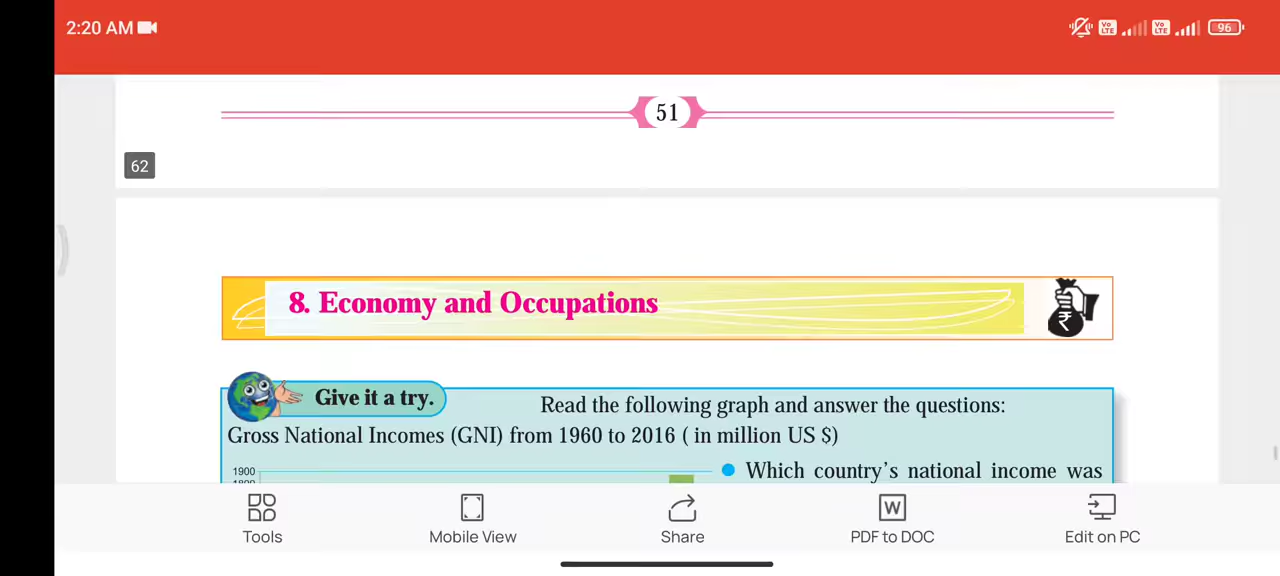 2:20 AM
96
51
62
8. Economy and Occupations
₹
Give it a try.
Read the following graph and answer the questions:
Gross National Incomes (GNI) from 1960 to 2016 ( in million US $)
1900
Which country's national income was
Tools
Mobile View
Share
W
PDF to DOC
Edit on PC